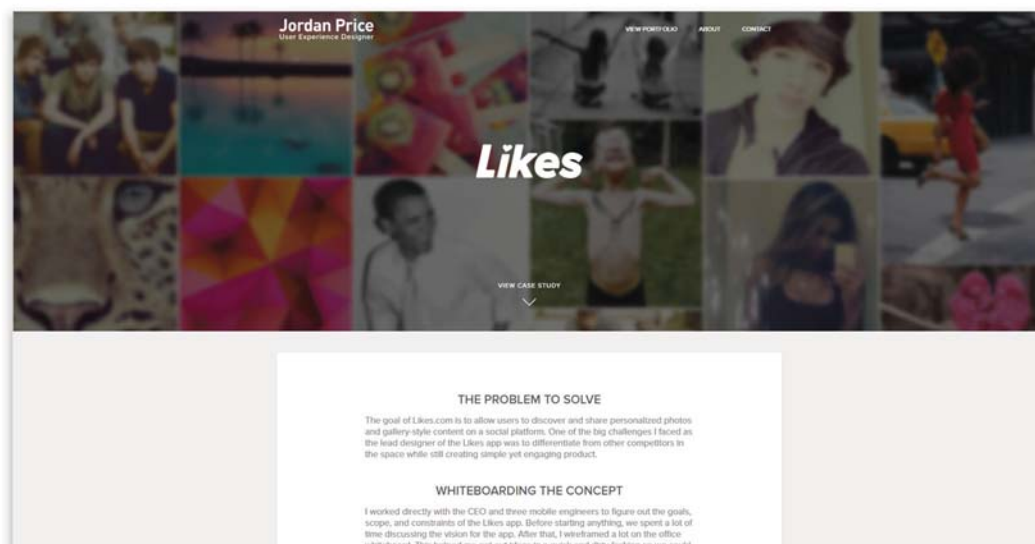 Jordan Price
User Experience Designer
VIEW PORTFOLIO ABOUT CONTACT
Likes
VIEW CASE STUDY
THE PROBLEM TO SOLVE
The goal of Likes.com is to allow users to discover and share personalized photos
and gallery-style content on a social platform. One of the big challenges I faced as
the lead designer of the Likes app was to differentiate from other competitors in
the space while still creating simple yet engaging product.
WHITEBOARDING THE CONCEPT
I worked directly with the CEO and three mobile engineers to figure out the goals,
scope, and constraints of the Likes app. Before starting anything, we spent a lot of
time discussing the vision for the app. After that, I wireframed a lot on the office